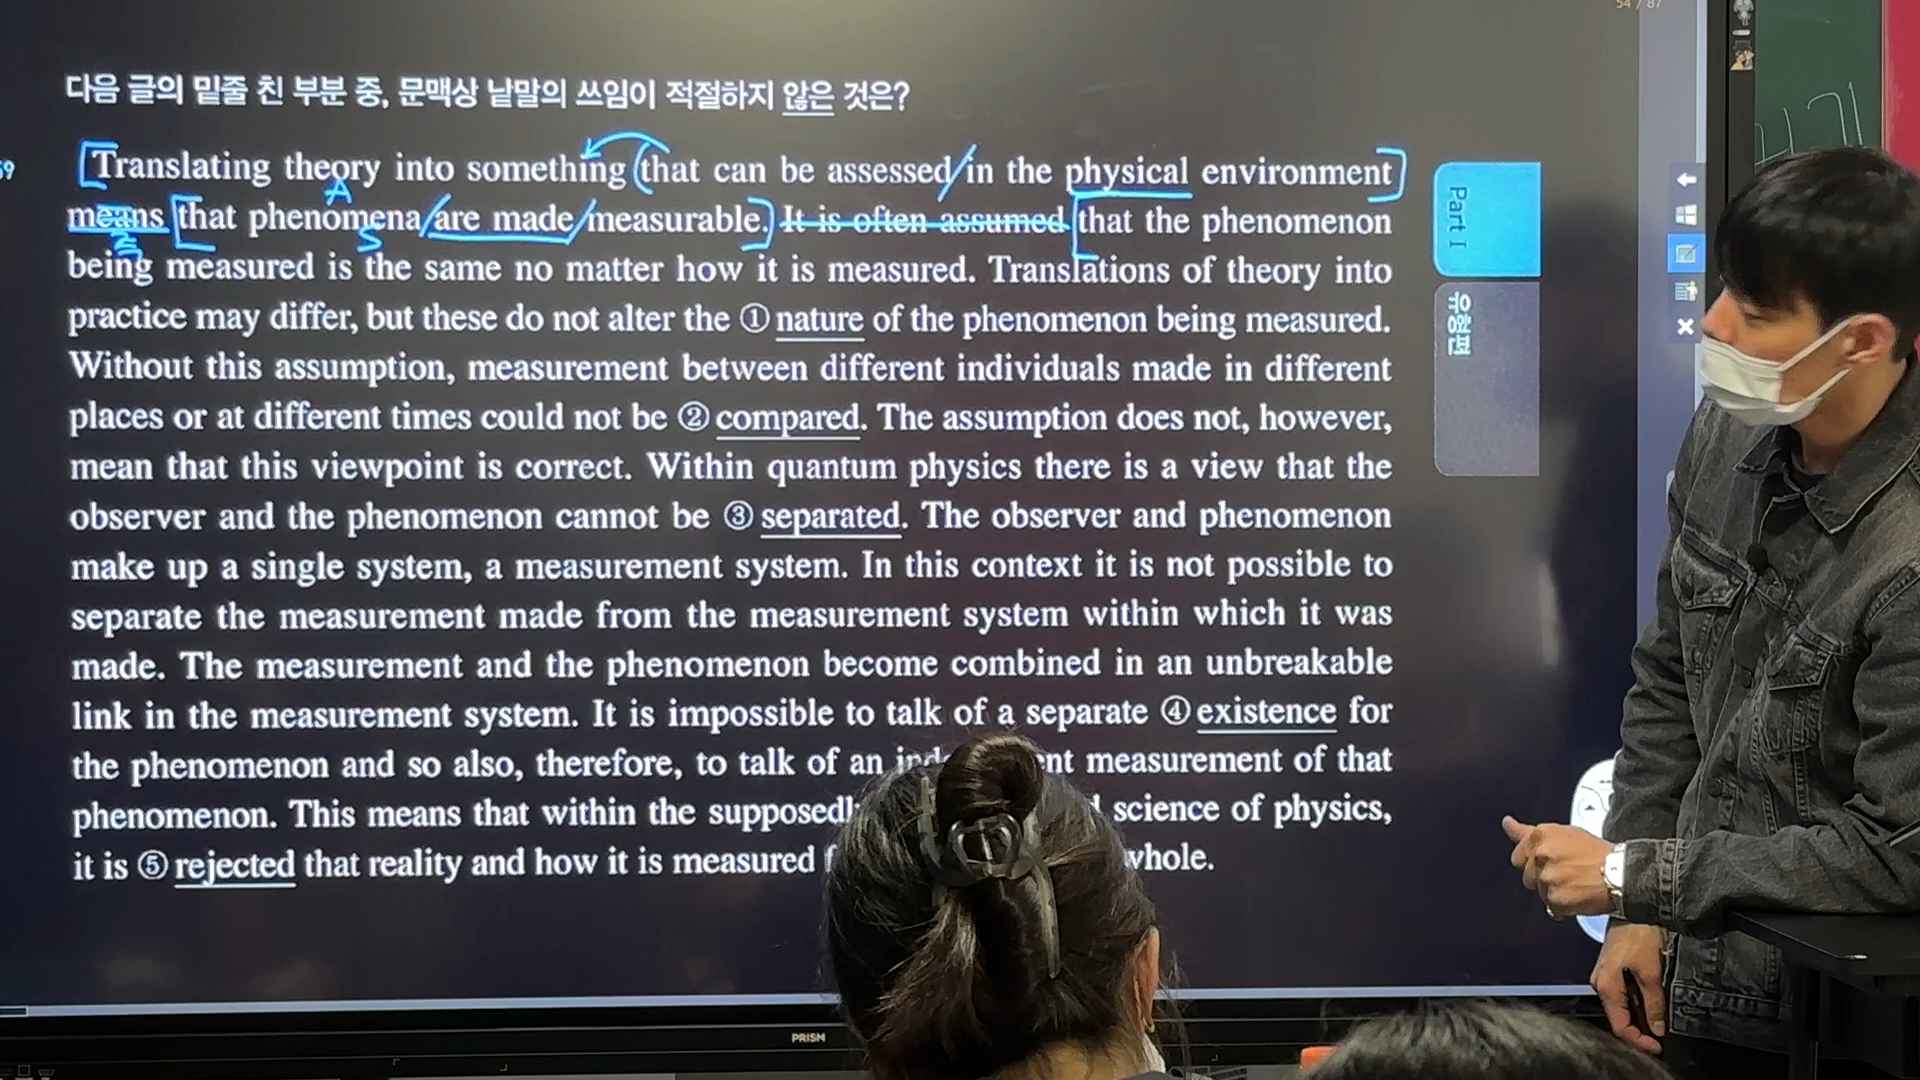 54 / 87
다음 글의 밑줄 친 부분 중, 문맥상 낱말의 쓰임이 적절하지 않은 것은?
59
Translating theory into something that can be assessed in the physical environment
A
means that phenomena are made measurable. It is often assumed that the phenomenon
S
being measured is the same no matter how it is measured. Translations of theory into
practice may differ, but these do not alter the ① nature of the phenomenon being measured.
Without this assumption, measurement between different individuals made in different
places or at different times could not be ② compared. The assumption does not, however,
mean that this viewpoint is correct. Within quantum physics there is a view that the
observer and the phenomenon cannot be ③ separated. The observer and phenomenon
make up a single system, a measurement system. In this context it is not possible to
separate the measurement made from the measurement system within which it was
made. The measurement and the phenomenon become combined in an unbreakable
link in the measurement system. It is impossible to talk of a separate ④ existence for
the phenomenon and so also, therefore, to talk of an measurement of that
phenomenon. This means that within the science of physics,
it is ⑤ rejected that reality and how it is measured whole.
Part I
유형편
PRISM